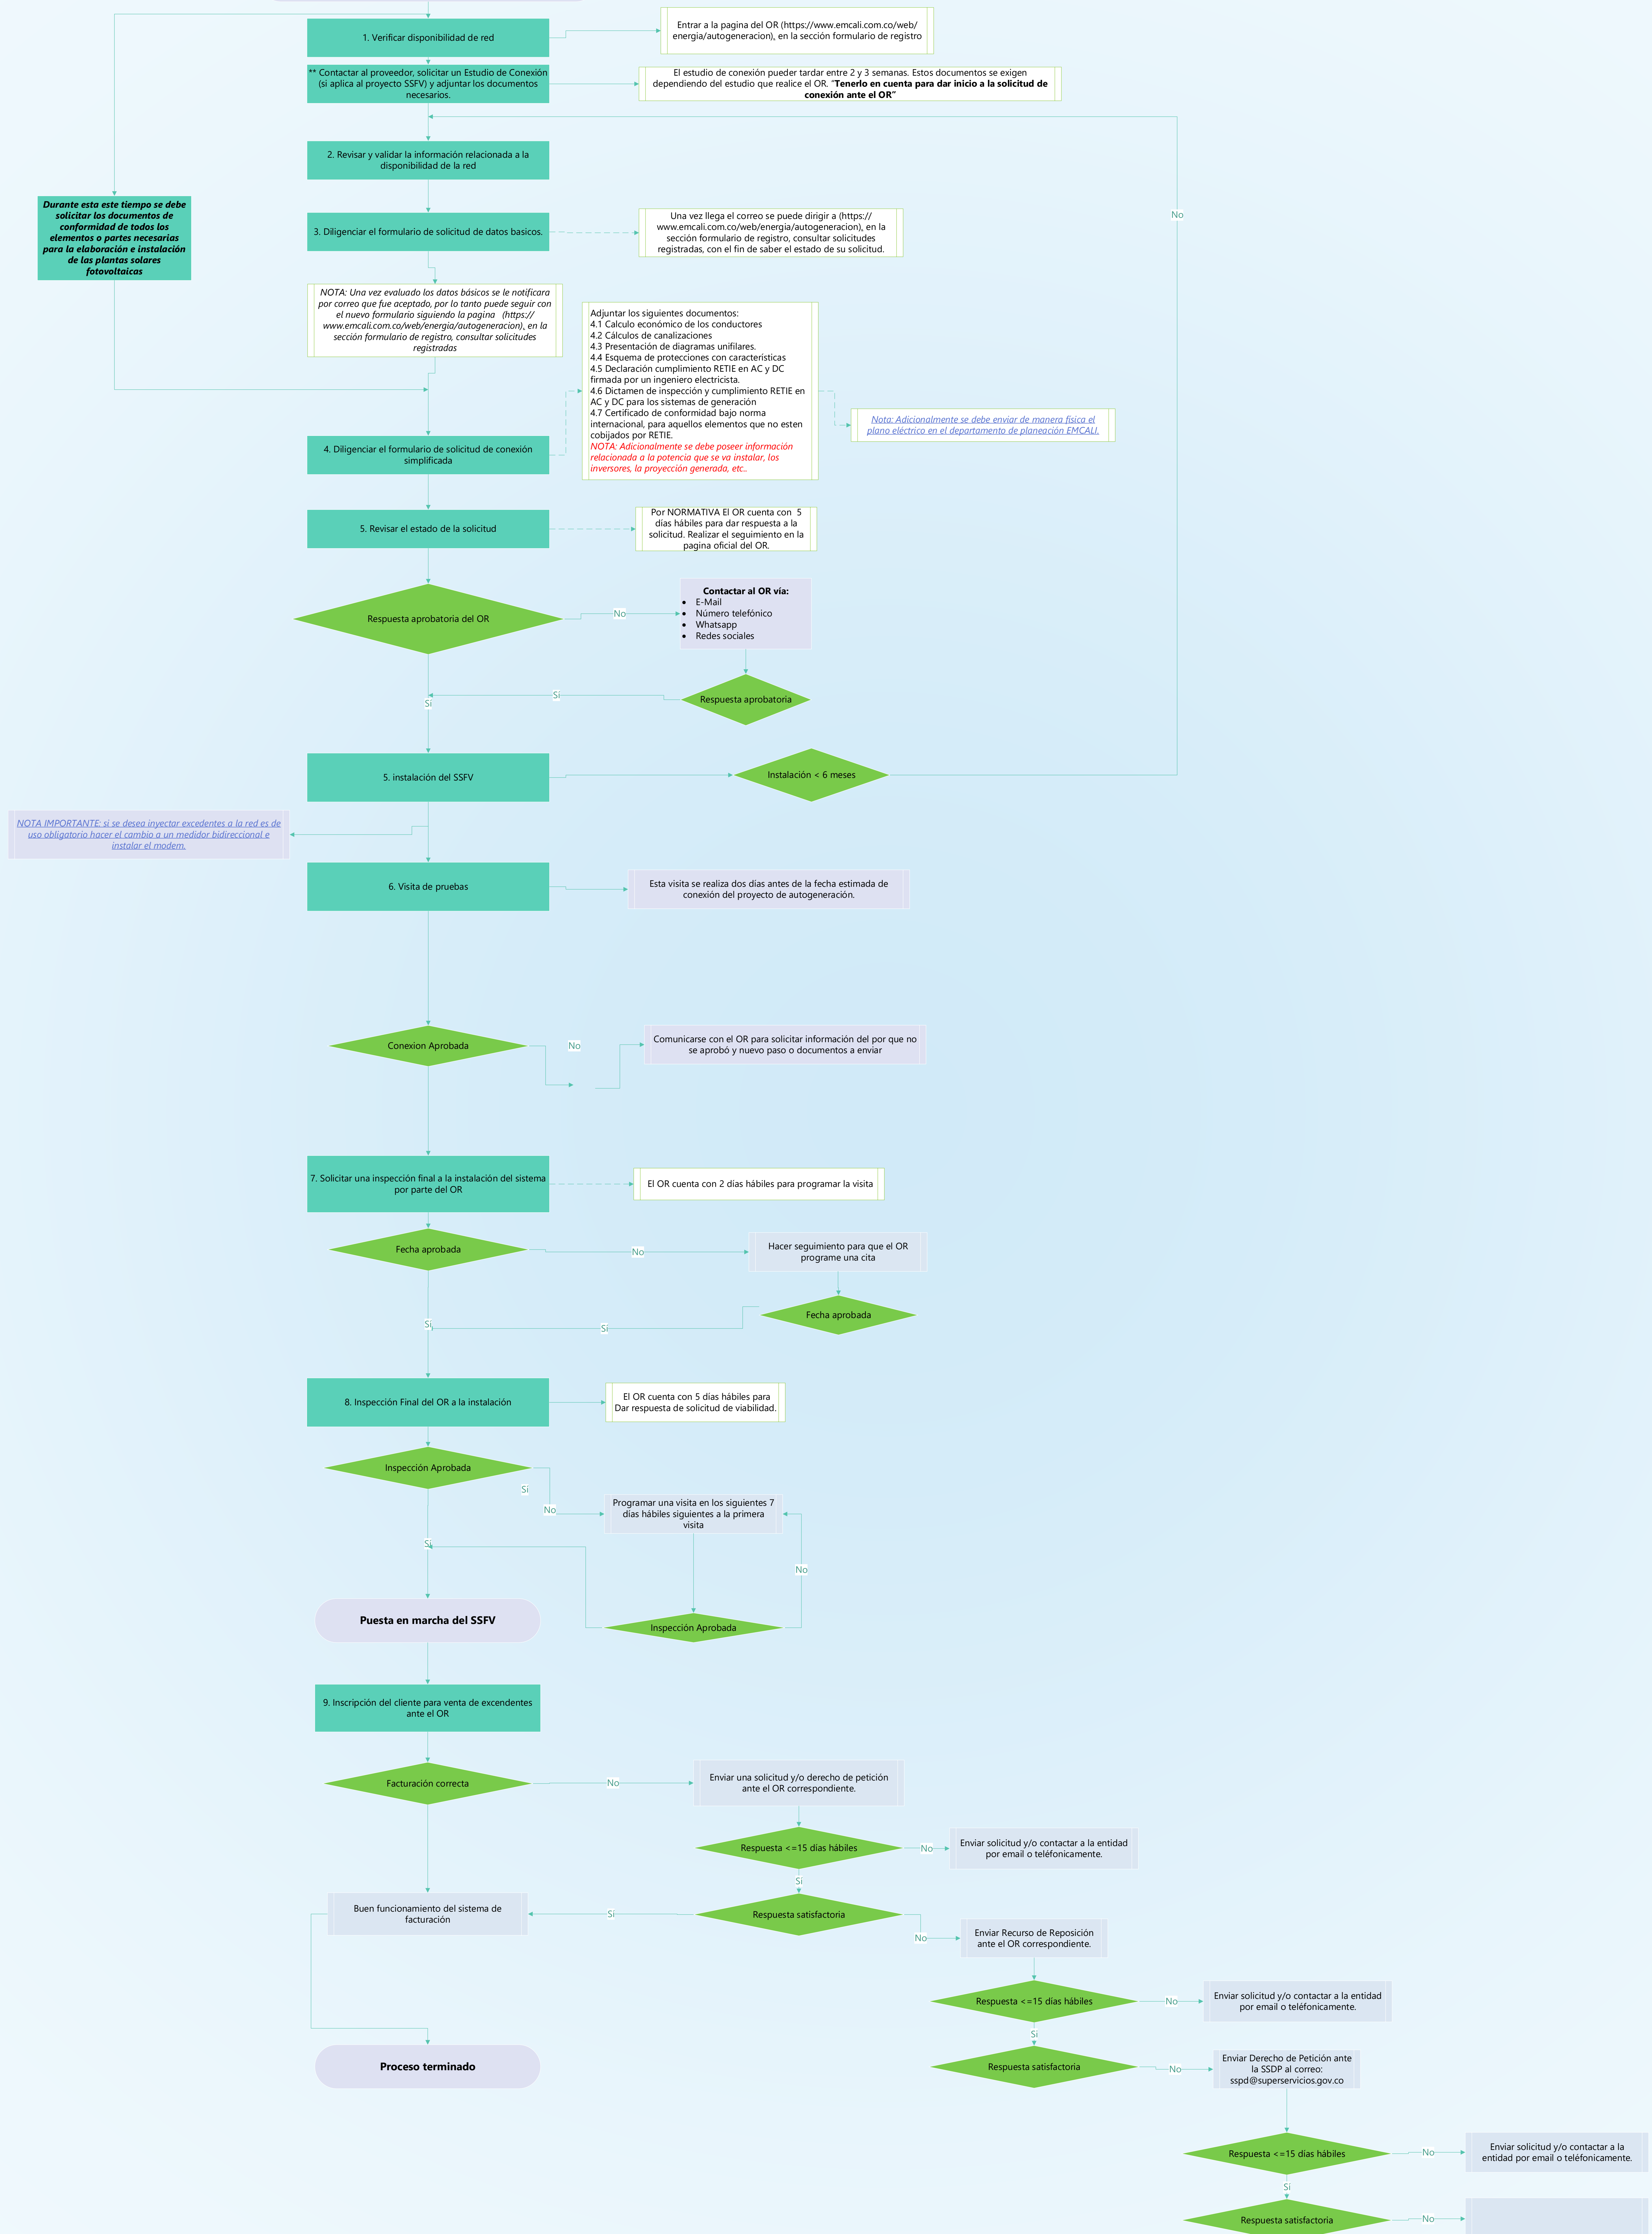 1. Verificar disponibilidad de red
Entrar a la pagina del OR (https://www.emcali.com.co/web/
energia/autogeneracion), en la sección formulario de registro
** Contactar al proveedor, solicitar un Estudio de Conexión
(si aplica al proyecto SSFV) y adjuntar los documentos
necesarios.
El estudio de conexión pueder tardar entre 2 y 3 semanas. Estos documentos se exigen
dependiendo del estudio que realice el OR. "Tenerlo en cuenta para dar inicio a la solicitud de
conexión ante el OR"
2. Revisar y validar la información relacionada a la
disponibilidad de la red
No
Durante esta este tiempo se debe
solicitar los documentos de
conformidad de todos los
elementos o partes necesarias
para la elaboración e instalación
de las plantas solares
fotovoltaicas
3. Diligenciar el formulario de solicitud de datos basicos.
Una vez llega el correo se puede dirigir a (https://
www.emcali.com.co/web/energia/autogeneracion), en la
sección formulario de registro, consultar solicitudes
registradas, con el fin de saber el estado de su solicitud.
NOTA: Una vez evaluado los datos básicos se le notificara
por correo que fue aceptado, por lo tanto puede seguir con
el nuevo formulario siguiendo la pagina (https://
www.emcali.com.co/web/energia/autogeneracion), en la
sección formulario de registro, consultar solicitudes
registradas
Adjuntar los siguientes documentos:
4.1 Calculo económico de los conductores
4.2 Cálculos de canalizaciones
4.3 Presentación de diagramas unifilares.
4.4 Esquema de protecciones con características
4.5 Declaración cumplimiento RETIE en AC y DC
firmada por un ingeniero electricista.
4.6 Dictamen de inspección y cumplimiento RETIE en
AC y DC para los sistemas de generación
4.7 Certificado de conformidad bajo norma
internacional, para aquellos elementos que no esten
cobijados por RETIE.
NOTA: Adicionalmente se debe poseer información
relacionada a la potencia que se va instalar, los
inversores, la proyección generada, etc..
Nota: Adicionalmente se debe enviar de manera física el
plano eléctrico en el departamento de planeación EMCALI.
4. Diligenciar el formulario de solicitud de conexión
simplificada
5. Revisar el estado de la solicitud
Por NORMATIVA El OR cuenta con 5
días hábiles para dar respuesta a la
solicitud. Realizar el seguimiento en la
pagina oficial del OR.
Respuesta aprobatoria del OR
No
Contactar al OR vía:
• E-Mail
• Número telefónico
• Whatsapp
• Redes sociales
Respuesta aprobatoria
Si
Si
5. instalación del SSFV
Instalación < 6 meses
NOTA IMPORTANTE: si se desea inyectar excedentes a la red es de
uso obligatorio hacer el cambio a un medidor bidireccional e
instalar el modem.
6. Visita de pruebas
Esta visita se realiza dos días antes de la fecha estimada de
conexión del proyecto de autogeneración.
Conexion Aprobada
No
Comunicarse con el OR para solicitar información del por que no
se aprobó y nuevo paso o documentos a enviar
7. Solicitar una inspección final a la instalación del sistema
por parte del OR
El OR cuenta con 2 días hábiles para programar la visita
Fecha aprobada
No
Hacer seguimiento para que el OR
programe una cita
Fecha aprobada
Sí
Sí
8. Inspección Final del OR a la instalación
El OR cuenta con 5 días hábiles para
Dar respuesta de solicitud de viabilidad.
Inspección Aprobada
Sí
No
Programar una visita en los siguientes 7
días hábiles siguientes a la primera
visita
Sí
No
Puesta en marcha del SSFV
Inspección Aprobada
9. Inscripción del cliente para venta de excendentes
ante el OR
Facturación correcta
No
Enviar una solicitud y/o derecho de petición
ante el OR correspondiente.
Respuesta <=15 días hábiles
No
Enviar solicitud y/o contactar a la entidad
por email o teléfonicamente.
Sí
Buen funcionamiento del sistema de
facturación
Sí
Respuesta satisfactoria
No
Enviar Recurso de Reposición
ante el OR correspondiente.
Respuesta <=15 días hábiles
No
Enviar solicitud y/o contactar a la entidad
por email o teléfonicamente.
Sí
Proceso terminado
Respuesta satisfactoria
No
Enviar Derecho de Petición ante
la SSDP al correo:
sspd@superservicios.gov.co
Respuesta <=15 días hábiles
No
Enviar solicitud y/o contactar a la
entidad por email o teléfonicamente.
Sí
Respuesta satisfactoria
No